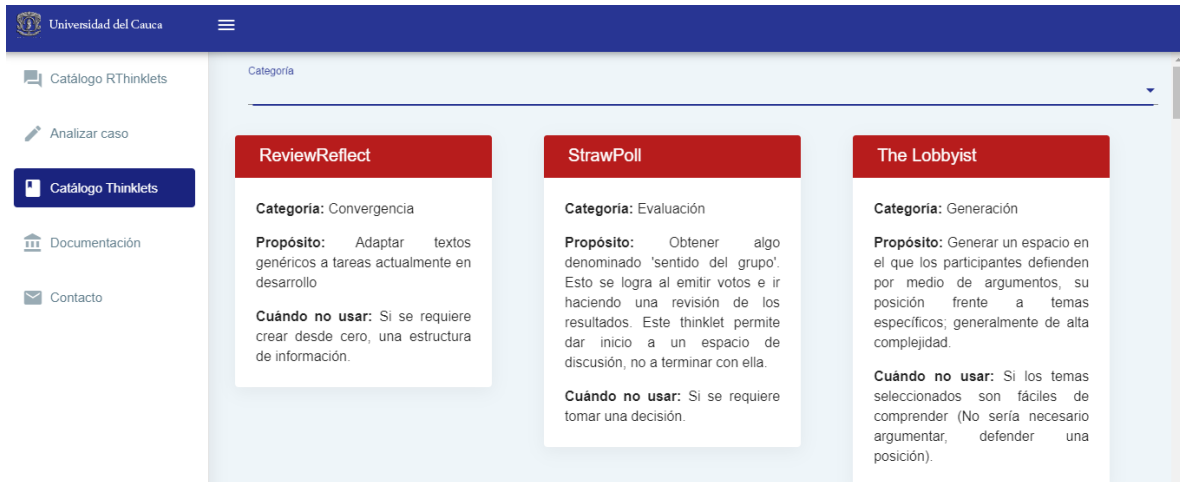 Universidad del Cauca
Catálogo RThinklets
Analizar caso
Catálogo Thinklets
Documentación
Contacto
Categoría
ReviewReflect
Categoría: Convergencia
Propósito: Adaptar textos
genéricos a tareas actualmente en
desarrollo
Cuándo no usar: Si se requiere
crear desde cero, una estructura
de información.
StrawPoll
Categoría: Evaluación
Propósito: Obtener algo
denominado 'sentido del grupo'.
Esto se logra al emitir votos e ir
haciendo una revisión de los
resultados. Este thinklet permite
dar inicio a un espacio de
discusión, no a terminar con ella.
Cuándo no usar: Si se requiere
tomar una decisión.
The Lobbyist
Categoría: Generación
Propósito: Generar un espacio en
el que los participantes defienden
por medio de argumentos, su
posición frente a temas
específicos; generalmente de alta
complejidad.
Cuándo no usar: Si los temas
seleccionados son fáciles de
comprender (No sería necesario
argumentar, defender una
posición).